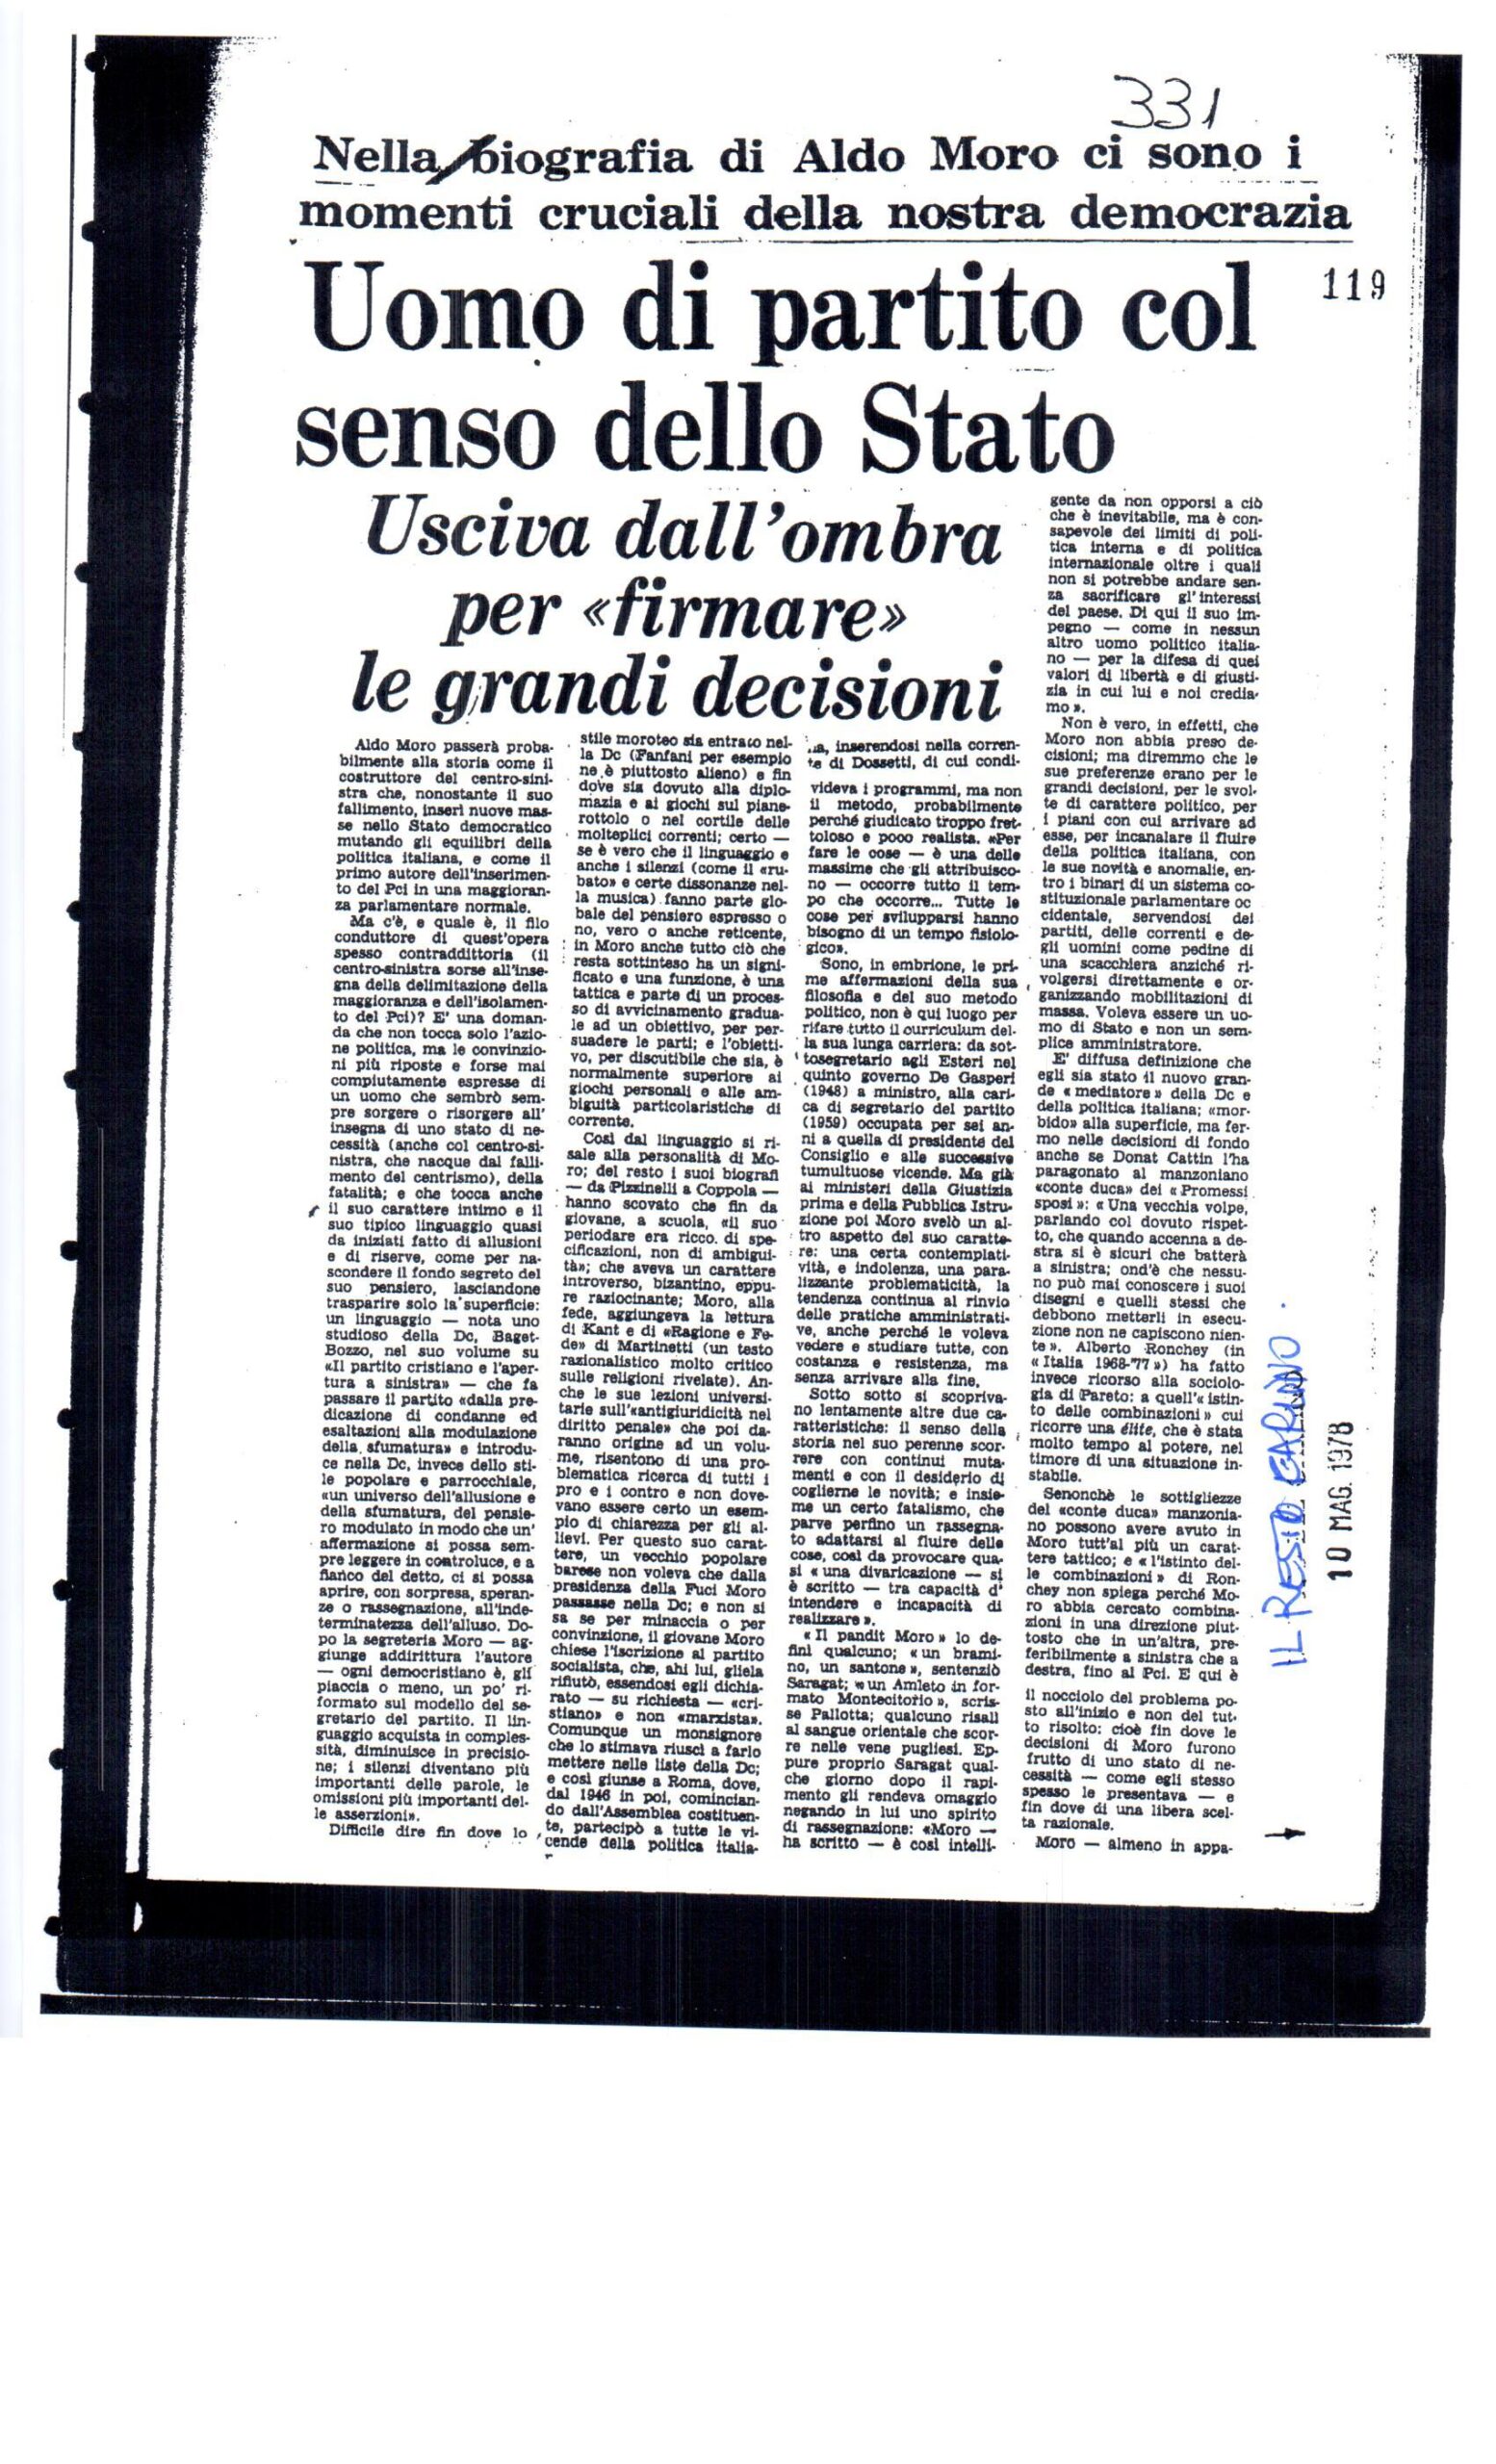 331
Nella biografia di Aldo Moro ci sono i
momenti cruciali della nostra democrazia
119
Uomo di partito col
senso dello Stato
Usciva dall'ombra
per «firmare»
le grandi decisioni
Aldo Moro passerà proba-
bilmente alla storia come il
costruttore del centro-sini-
stra che, nonostante il suo
fallimento, inserì nuove mas-
se nello Stato democratico
mutando gli equilibri della
politica italiana, e come il
primo autore dell'inserimen-
to del Pci in una maggioran-
za parlamentare normale.
Ma c'è, e quale è, il filo
conduttore di quest'opera
spesso contraddittoria (il
centro-sinistra sorse all'inse-
gna della delimitazione della
maggioranza e dell'isolamen-
to del Pci)? E' una doman-
da che non tocca solo l'azio-
ne politica, ma le convinzio-
ni più riposte e forse mai
compiutamente espresse di
un uomo che sembrò sem-
pre sorgere o risorgere all'
insegna di uno stato di ne-
cessità (anche col centro-si-
nistra, che nacque dal falli-
mento del centrismo), della
fatalità; e che tocca anche
il suo carattere intimo e il
suo tipico linguaggio quasi
da iniziati fatto di allusioni
e di riserve, come per na-
scondere il fondo segreto del
suo pensiero, lasciandone
trasparire solo la superficie:
un linguaggio — nota uno
studioso della Dc, Baget-
Bozzo, nel suo volume su
«Il partito cristiano e l'aper-
tura a sinistra» — che fa
passare il partito «dalla pre-
dicazione di condanne ed
esaltazioni alla modulazione
della sfumatura» e introdu-
ce nella Dc, invece dello sti-
le popolare e parrocchiale,
«un universo dell'allusione e
della sfumatura, del pensie-
ro modulato in modo che un'
affermazione si possa sem-
pre leggere in controluce, e a
fianco del detto, ci si possa
aprire, con sorpresa, speran-
ze o rassegnazione, all'inde-
terminatezza dell'alluso. Do-
po la segreteria Moro — ag-
giunge addirittura l'autore
— ogni democristiano è, gli
piaccia o meno, un po' ri-
formato sul modello del se-
gretario del partito. Il lin-
guaggio acquista in comples-
sità, diminuisce in precisio-
ne; i silenzi diventano più
importanti delle parole, le
omissioni più importanti del-
le asserzioni».
Difficile dire fin dove lo
stile moroteo sia entrato nel-
la Dc (Fanfani per esempio
ne è piuttosto alieno) e fin
dove sia dovuto alla diplo-
mazia e ai giochi sul piane-
rottolo o nel cortile delle
molteplici correnti; certo —
se è vero che il linguaggio e
anche i silenzi (come il «ru-
bato» e certe dissonanze nel-
la musica) fanno parte glo-
bale del pensiero espresso o
no, vero o anche reticente,
in Moro anche tutto ciò che
resta sottinteso ha un signi-
ficato e una funzione, è una
tattica e parte di un proces-
so di avvicinamento gradua-
le ad un obiettivo, per per-
suadere le parti; e l'obietti-
vo, per discutibile che sia, è
normalmente superiore ai
giochi personali e alle am-
biguità particolaristiche di
corrente.
Così dal linguaggio si ri-
sale alla personalità di Mo-
ro; del resto i suoi biografi
— da Pizzinelli a Coppola —
hanno scovato che fin da
giovane, a scuola, «il suo
periodare era ricco di spe-
cificazioni, non di ambigui-
tà»; che aveva un carattere
introverso, bizantino, eppu-
re raziocinante; Moro, alla
fede, aggiungeva la lettura
di Kant e di «Ragione e Fe-
de» di Martinetti (un testo
razionalistico molto critico
sulle religioni rivelate). An-
che le sue lezioni universi-
tarie sull'«antigiuridicità nel
diritto penale» che poi da-
ranno origine ad un volu-
me, risentono di una pro-
blematica ricerca di tutti i
pro e i contro e non dove-
vano essere certo un esem-
pio di chiarezza per gli al-
lievi. Per questo suo carat-
tere, un vecchio popolare
barese non voleva che dalla
presidenza della Fuci Moro
passasse nella Dc; e non si
sa se per minaccia o per
convinzione, il giovane Moro
chiese l'iscrizione al partito
socialista, che, ahi lui, gliela
rifiutò, essendosi egli dichia-
rato — su richiesta — «cri-
stiano» e non «marxista».
Comunque un monsignore
che lo stimava riuscì a farlo
mettere nelle liste della Dc;
e così giunse a Roma, dove,
dal 1946 in poi, comincian-
do dall'Assemblea costituen-
te, partecipò a tutte le vi-
cende della politica italia-
na, inserendosi nella corren-
te di Dossetti, di cui condi-
videva i programmi, ma non
il metodo, probabilmente
perché giudicato troppo fret-
toloso e poco realista. «Per
fare le cose — è una delle
massime che gli attribuisco-
no — occorre tutto il tem-
po che occorre... Tutte le
cose per svilupparsi hanno
bisogno di un tempo fisiolo-
gico».
Sono, in embrione, le pri-
me affermazioni della sua
filosofia e del suo metodo
politico, non è qui luogo per
rifare tutto il curriculum del-
la sua lunga carriera: da sot-
tosegretario agli Esteri nel
quinto governo De Gasperi
(1948) a ministro, alla cari-
ca di segretario del partito
(1959) occupata per sei an-
ni a quella di presidente del
Consiglio e alle successive
tumultuose vicende. Ma già
ai ministeri della Giustizia
prima e della Pubblica Istru-
zione poi Moro svelò un al-
tro aspetto del suo caratte-
re: una certa contemplati-
vità, e indolenza, una para-
lizzante problematicità, la
tendenza continua al rinvio
delle pratiche amministrati-
ve, anche perché le voleva
vedere e studiare tutte, con
costanza e resistenza, ma
senza arrivare alla fine.
Sotto sotto si scopriva-
no lentamente altre due ca-
ratteristiche: il senso della
storia nel suo perenne scor-
rere con continui muta-
menti e con il desiderio di
coglierne le novità; e insie-
me un certo fatalismo, che
parve perfino un rassegna-
to adattarsi al fluire delle
cose, così da provocare qua-
si «una divaricazione — si
è scritto — tra capacità d'
intendere e incapacità di
realizzare».
«Il pandit Moro» lo de-
finì qualcuno; «un brami-
no, un santone», sentenziò
Saragat; «un Amleto in for-
mato Montecitorio», scris-
se Pallotta; qualcuno risalì
al sangue orientale che scor-
re nelle vene pugliesi. Ep-
pure proprio Saragat qual-
che giorno dopo il rapi-
mento gli rendeva omaggio
negando in lui uno spirito
di rassegnazione: «Moro —
ha scritto — è così intelli-
gente da non opporsi a ciò
che è inevitabile, ma è con-
sapevole dei limiti di poli-
tica interna e di politica
internazionale oltre i quali
non si potrebbe andare sen-
za sacrificare gl'interessi
del paese. Di qui il suo im-
pegno — come in nessun
altro uomo politico italia-
no — per la difesa di quei
valori di libertà e di giusti-
zia in cui lui e noi credia-
mo».
Non è vero, in effetti, che
Moro non abbia preso de-
cisioni; ma diremmo che le
sue preferenze erano per le
grandi decisioni, per le svol-
te di carattere politico, per
i piani con cui arrivare ad
esse, per incanalare il fluire
della politica italiana, con
le sue novità e anomalie, en-
tro i binari di un sistema co-
stituzionale parlamentare oc
cidentale, servendosi dei
partiti, delle correnti e de-
gli uomini come pedine di
una scacchiera anziché ri-
volgersi direttamente e or-
ganizzando mobilitazioni di
massa. Voleva essere un uo-
mo di Stato e non un sem-
plice amministratore.
E' diffusa definizione che
egli sia stato il nuovo gran-
de «mediatore» della Dc e
della politica italiana; «mor-
bido» alla superficie, ma fer-
mo nelle decisioni di fondo
anche se Donat Cattin l'ha
paragonato al manzoniano
«conte duca» dei «Promessi
sposi»: «Una vecchia volpe,
parlando col dovuto rispet-
to, che quando accenna a de-
stra si è sicuri che batterà
a sinistra; ond'è che nessu-
no può mai conoscere i suoi
disegni e quelli stessi che
debbono metterli in esecu-
zione non ne capiscono nien-
te». Alberto Ronchey (in
«Italia 1968-'77») ha fatto
invece ricorso alla sociolo-
gia di Pareto: a quell'«istin-
to delle combinazioni» cui
ricorre una élite, che è stata
molto tempo al potere, nel
timore di una situazione in-
stabile.
Senonchè le sottigliezze
del «conte duca» manzonia-
no possono avere avuto in
Moro tutt'al più un carat-
tere tattico; e «l'istinto del-
le combinazioni» di Ron-
chey non spiega perché Mo-
ro abbia cercato combina-
zioni in una direzione piut-
tosto che in un'altra, pre-
feribilmente a sinistra che a
destra, fino al Pci. E qui è
il nocciolo del problema po-
sto all'inizio e non del tut-
to risolto: cioè fin dove le
decisioni di Moro furono
frutto di uno stato di ne-
cessità — come egli stesso
spesso le presentava — e
fin dove di una libera scel-
ta razionale.
Moro — almeno in appa-
IL RESTO CARLINO
10 MAG. 1978